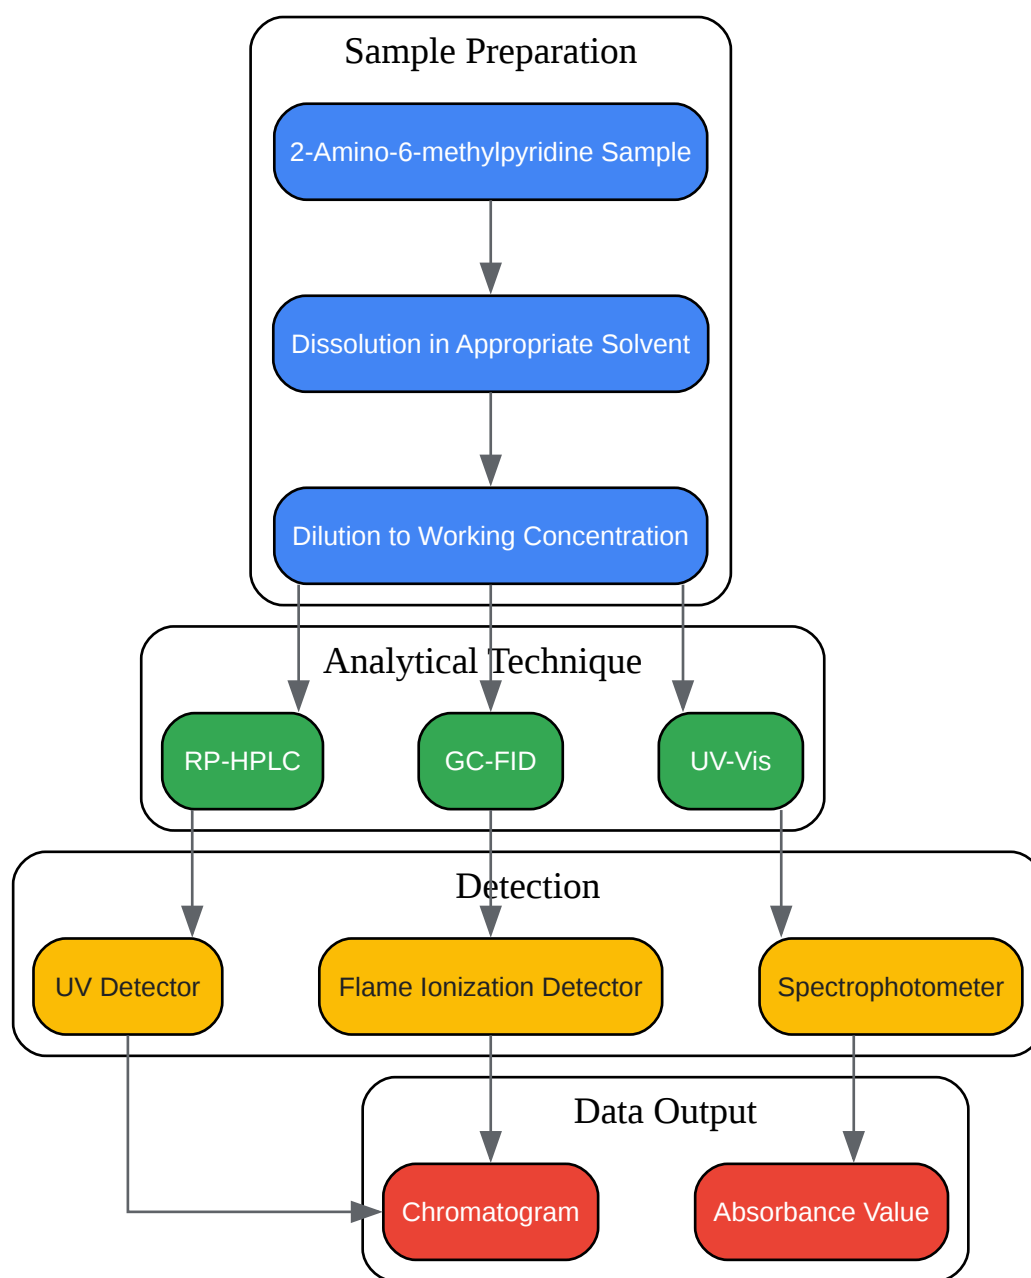 Sample Preparation
2-Amino-6-methylpyridine Sample
Dissolution in Appropriate Solvent
Dilution to Working Concentration
Analytical Technique
RP-HPLC
GC-FID
UV-Vis
Detection
UV Detector
Flame Ionization Detector
Spectrophotometer
Data Output
Chromatogram
Absorbance Value